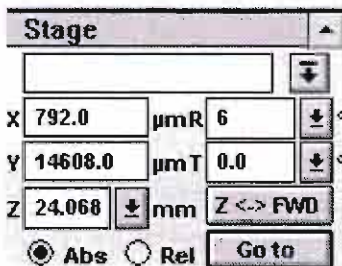 Stage
X 792.0 µm R 6 °
Y 14608.0 µm T 0.0 °
Z 24.068 mm Z <-> FWD
Abs Rel Go to